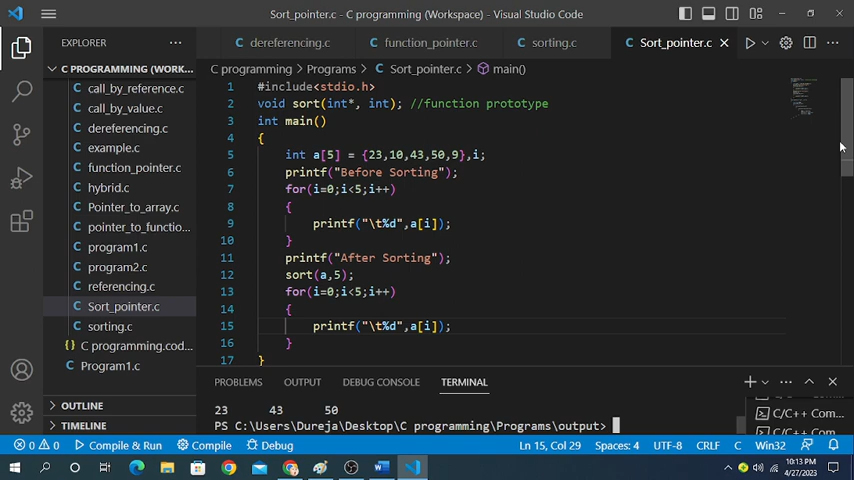 Sort_pointer.c - C programming (Workspace) - Visual Studio Code
EXPLORER
dereferencing.c
function_pointer.c
sorting.c
Sort_pointer.c
C PROGRAMMING (WORK...
C programming > Programs > C Sort_pointer.c > main()
C call_by_reference.c
C call_by_value.c
C dereferencing.c
C example.c
C function_pointer.c
C hybrid.c
C Pointer_to_array.c
C pointer_to_functio...
C program1.c
C program2.c
C referencing.c
C Sort_pointer.c
C sorting.c
{} C programming.cod...
C Program1.c
OUTLINE
TIMELINE
1 #include<stdio.h>
2 void sort(int*, int); //function prototype
3 int main()
4 {
5 int a[5] = {23,10,43,50,9},i;
6 printf("Before Sorting");
7 for(i=0;i<5;i++)
8 {
9 printf("\t%d",a[i]);
10 }
11 printf("After Sorting");
12 sort(a,5);
13 for(i=0;i<5;i++)
14 {
15 printf("\t%d",a[i]);
16 }
17 }
PROBLEMS OUTPUT DEBUG CONSOLE TERMINAL
23 43 50
PS C:\Users\Dureja\Desktop\C programming\Programs\output>
C/C++ Com...
0 0 Compile & Run Compile Debug Ln 15, Col 29 Spaces: 4 UTF-8 CRLF C Win32
10:13 PM
4/27/2023